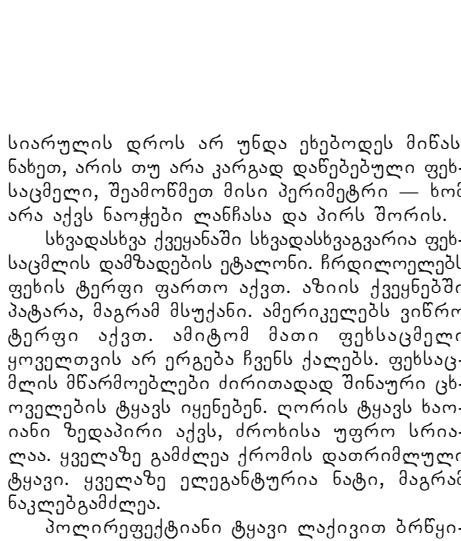 სიარულის დროს არ უნდა ეხებოდეს მიწას.
ნახეთ, არის თუ არა კარგად დაწებებული ფეხ-
საცმელი, შეამოწმეთ მისი პერიმეტრი — ხომ
არა აქვს ნაოჭები ლანჩასა და პირს შორის.
სხვადასხვა ქვეყანაში სხვადასხვაგვარია ფეხ-
საცმლის დამზადების ეტალონი. ჩრდილოელებს
ფეხის ტერფი ფართო აქვთ. აზიის ქვეყნებში
პატარა, მაგრამ მსუქანი. ამერიკელებს ვიწრო
ტერფი აქვთ. ამიტომ მათი ფეხსაცმელი
ყოველთვის არ ერგება ჩვენს ქალებს. ფეხსაც-
მლის მწარმოებლები ძირითადად შინაური ცხ-
ოველების ტყავს იყენებენ. ღორის ტყავს ხაო-
იანი ზედაპირი აქვს, ძროხისა უფრო სრია-
ლაა. ყველაზე გამძლეა ქრომის დათრიმლული
ტყავი. ყველაზე ელეგანტურია ნატი, მაგრამ
ნაკლებგამძლეა.
პოლირეფექტიანი ტყავი ლაქივით ბრწყი-